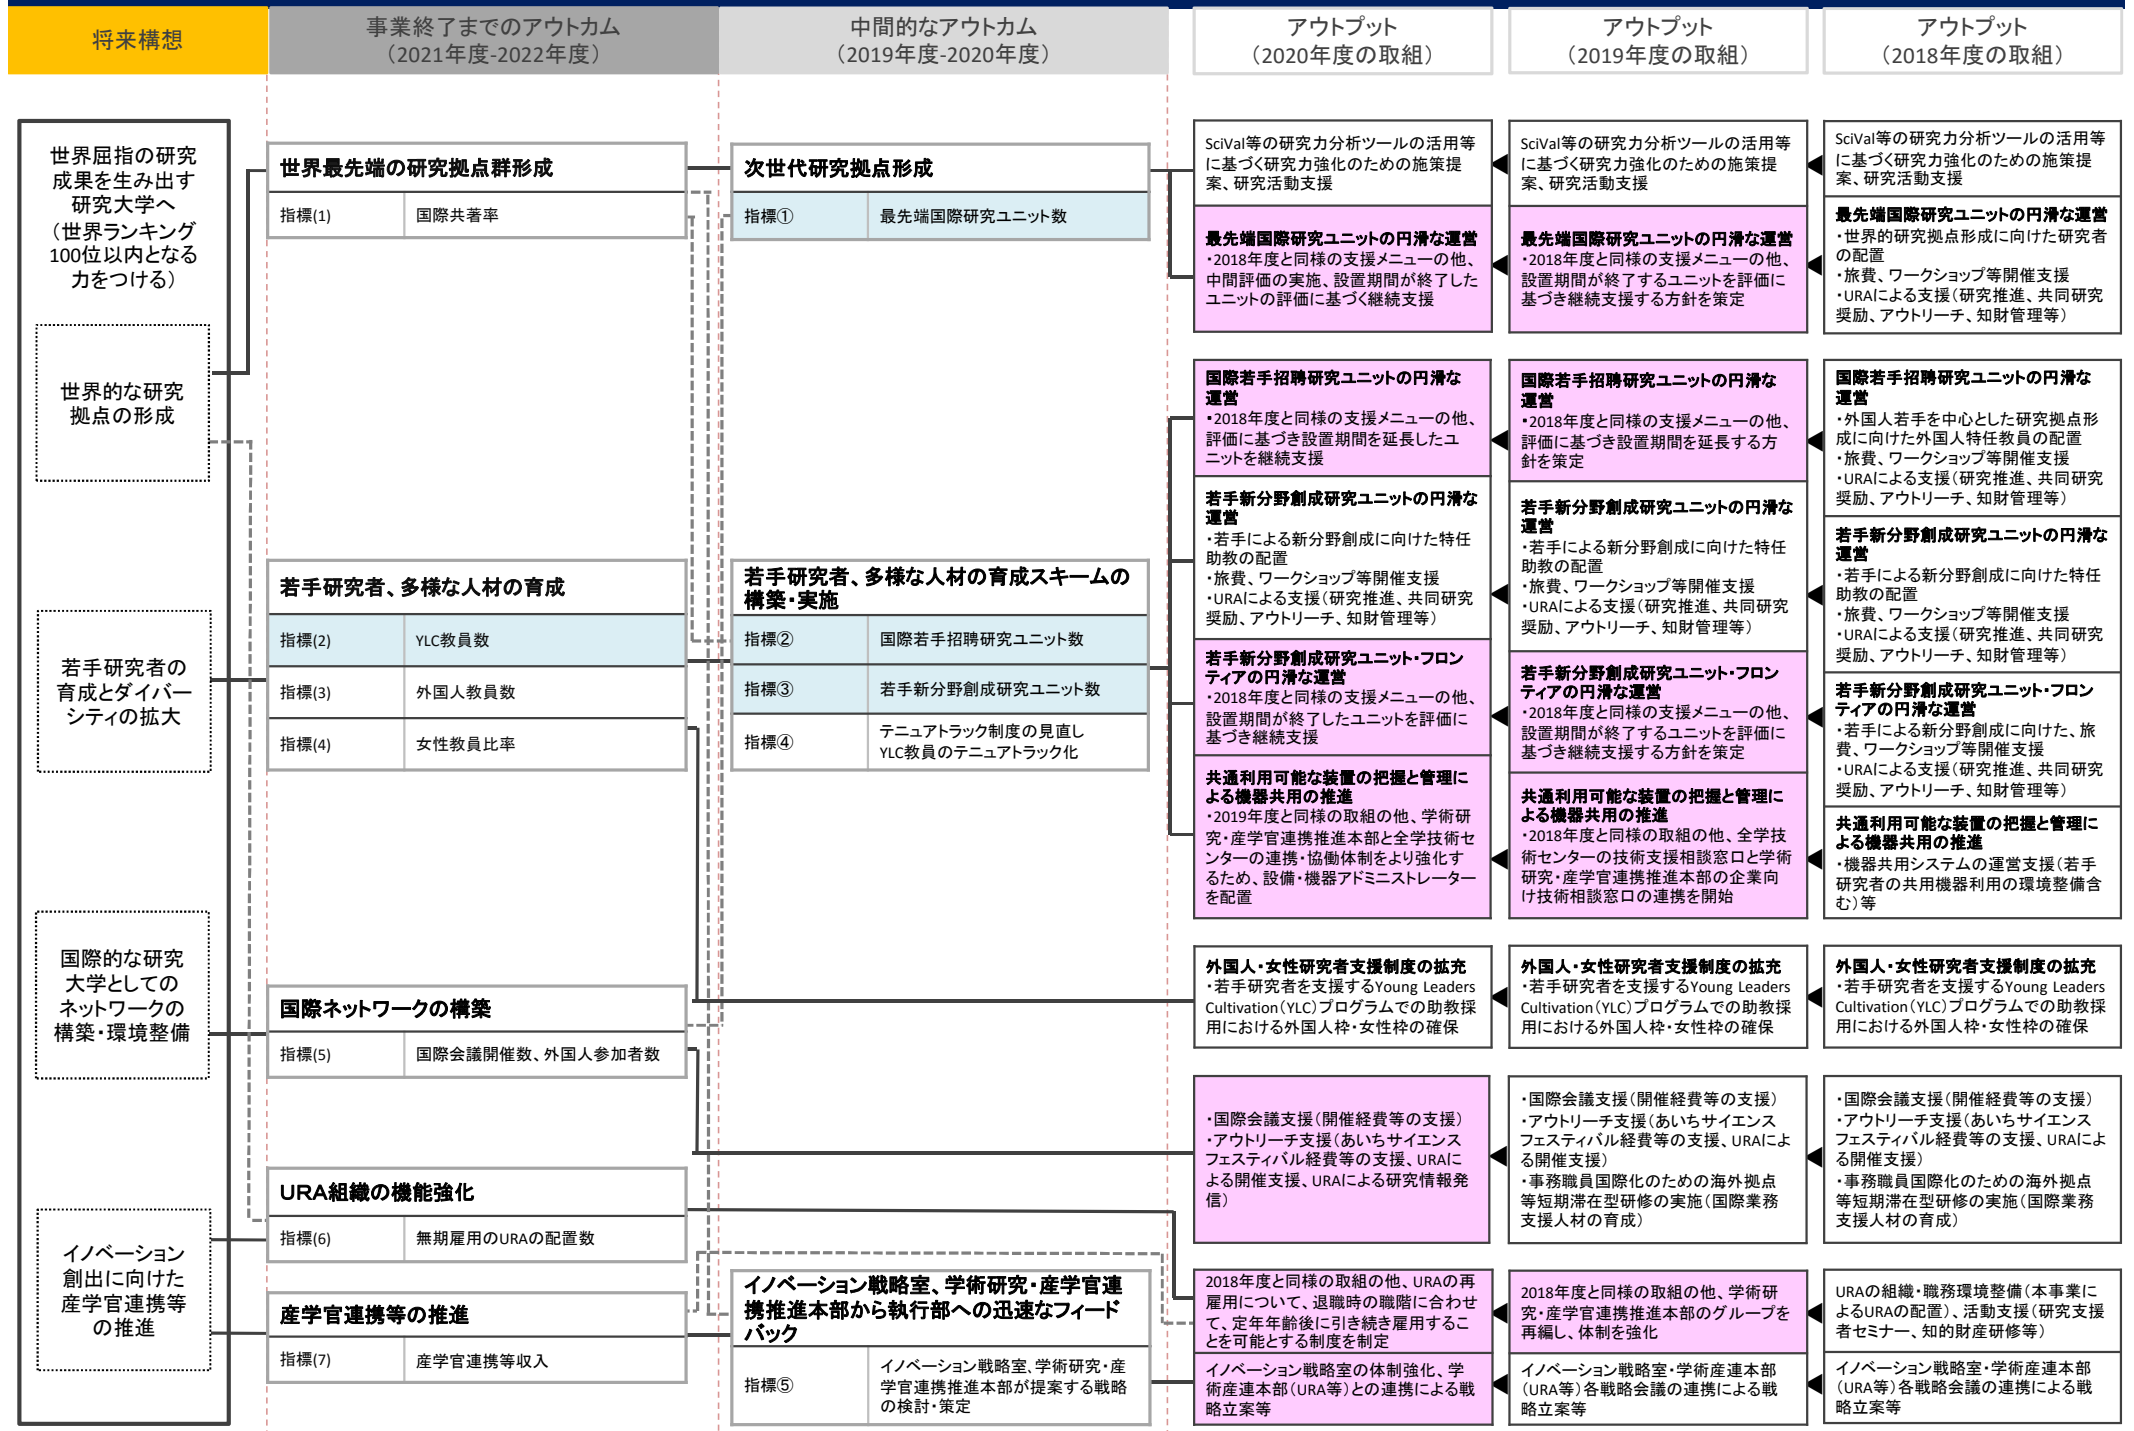 将来構想
事業終了までのアウトカム
（2021年度-2022年度）
中間的なアウトカム
（2019年度-2020年度）
アウトプット
（2020年度の取組）
アウトプット
（2019年度の取組）
アウトプット
（2018年度の取組）
世界屈指の研究
成果を生み出す
研究大学へ
（世界ランキング
100位以内となる
力をつける）
世界的な研究
拠点の形成
若手研究者の
育成とダイバー
シティの拡大
国際的な研究
大学としての
ネットワークの
構築・環境整備
イノベーション
創出に向けた
産学官連携等
の推進
世界最先端の研究拠点群形成
指標(1)
国際共著率
若手研究者、多様な人材の育成
指標(2)
YLC教員数
指標(3)
外国人教員数
指標(4)
女性教員比率
国際ネットワークの構築
指標(5)
国際会議開催数、外国人参加者数
URA組織の機能強化
指標(6)
無期雇用のURAの配置数
産学官連携等の推進
指標(7)
産学官連携等収入
次世代研究拠点形成
指標①
最先端国際研究ユニット数
若手研究者、多様な人材の育成スキームの
構築・実施
指標②
国際若手招聘研究ユニット数
指標③
若手新分野創成研究ユニット数
指標④
テニュアトラック制度の見直し
YLC教員のテニュアトラック化
イノベーション戦略室、学術研究・産学官連
携推進本部から執行部への迅速なフィード
バック
指標⑤
イノベーション戦略室、学術研究・産
学官連携推進本部が提案する戦略
の検討・策定
SciVal等の研究力分析ツールの活用等
に基づく研究力強化のための施策提
案、研究活動支援
最先端国際研究ユニットの円滑な運営
・2018年度と同様の支援メニューの他、
中間評価の実施、設置期間が終了した
ユニットの評価に基づく継続支援
国際若手招聘研究ユニットの円滑な
運営
・2018年度と同様の支援メニューの他、
評価に基づき設置期間を延長したユ
ニットを継続支援
若手新分野創成研究ユニットの円滑な
運営
・若手による新分野創成に向けた特任
助教の配置
・旅費、ワークショップ等開催支援
・URAによる支援（研究推進、共同研究
奨励、アウトリーチ、知財管理等）
若手新分野創成研究ユニット・フロン
ティアの円滑な運営
・2018年度と同様の支援メニューの他、
設置期間が終了したユニットを評価に
基づき継続支援
共通利用可能な装置の把握と管理に
よる機器共用の推進
・2019年度と同様の取組の他、学術研
究・産学官連携推進本部と全学技術セ
ンターの連携・協働体制をより強化す
るため、設備・機器アドミニストレーター
を配置
外国人・女性研究者支援制度の拡充
・若手研究者を支援するYoung Leaders
Cultivation（YLC）プログラムでの助教採
用における外国人枠・女性枠の確保
・国際会議支援（開催経費等の支援）
・アウトリーチ支援（あいちサイエンス
フェスティバル経費等の支援、URAに
よる開催支援、URAによる研究情報発
信）
2018年度と同様の取組の他、URAの再
雇用について、退職時の職階に合わせ
て、定年年齢後に引き続き雇用するこ
とを可能とする制度を制定
イノベーション戦略室の体制強化、学
術産連本部（URA等）との連携による戦
略立案等
SciVal等の研究力分析ツールの活用等
に基づく研究力強化のための施策提
案、研究活動支援
最先端国際研究ユニットの円滑な運営
・2018年度と同様の支援メニューの他、
設置期間が終了するユニットを評価に
基づき継続支援する方針を策定
国際若手招聘研究ユニットの円滑な
運営
・2018年度と同様の支援メニューの他、
評価に基づき設置期間を延長する方
針を策定
若手新分野創成研究ユニットの円滑な
運営
・若手による新分野創成に向けた特任
助教の配置
・旅費、ワークショップ等開催支援
・URAによる支援（研究推進、共同研究
奨励、アウトリーチ、知財管理等）
若手新分野創成研究ユニット・フロン
ティアの円滑な運営
・2018年度と同様の支援メニューの他、
設置期間が終了するユニットを評価に
基づき継続支援する方針を策定
共通利用可能な装置の把握と管理に
よる機器共用の推進
・2018年度と同様の取組の他、全学技
術センターの技術支援相談窓口と学術
研究・産学官連携推進本部の企業向
け技術相談窓口の連携を開始
外国人・女性研究者支援制度の拡充
・若手研究者を支援するYoung Leaders
Cultivation（YLC）プログラムでの助教採
用における外国人枠・女性枠の確保
・国際会議支援（開催経費等の支援）
・アウトリーチ支援（あいちサイエンス
フェスティバル経費等の支援、URAによ
る開催支援）
・事務職員国際化のための海外拠点
等短期滞在型研修の実施（国際業務
支援人材の育成）
2018年度と同様の取組の他、学術研
究・産学官連携推進本部のグループを
再編し、体制を強化
イノベーション戦略室・学術産連本部
（URA等）各戦略会議の連携による戦
略立案等
SciVal等の研究力分析ツールの活用等
に基づく研究力強化のための施策提
案、研究活動支援
最先端国際研究ユニットの円滑な運営
・世界的研究拠点形成に向けた研究者
の配置
・旅費、ワークショップ等開催支援
・URAによる支援（研究推進、共同研究
奨励、アウトリーチ、知財管理等）
国際若手招聘研究ユニットの円滑な
運営
・外国人若手を中心とした研究拠点形
成に向けた外国人特任教員の配置
・旅費、ワークショップ等開催支援
・URAによる支援（研究推進、共同研究
奨励、アウトリーチ、知財管理等）
若手新分野創成研究ユニットの円滑な
運営
・若手による新分野創成に向けた特任
助教の配置
・旅費、ワークショップ等開催支援
・URAによる支援（研究推進、共同研究
奨励、アウトリーチ、知財管理等）
若手新分野創成研究ユニット・フロン
ティアの円滑な運営
・若手による新分野創成に向けた、旅
費、ワークショップ等開催支援
・URAによる支援（研究推進、共同研究
奨励、アウトリーチ、知財管理等）
共通利用可能な装置の把握と管理に
よる機器共用の推進
・機器共用システムの運営支援（若手
研究者の共用機器利用の環境整備含
む）等
外国人・女性研究者支援制度の拡充
・若手研究者を支援するYoung Leaders
Cultivation（YLC）プログラムでの助教採
用における外国人枠・女性枠の確保
・国際会議支援（開催経費等の支援）
・アウトリーチ支援（あいちサイエンス
フェスティバル経費等の支援、URAによ
る開催支援）
・事務職員国際化のための海外拠点
等短期滞在型研修の実施（国際業務
支援人材の育成）
URAの組織・職務環境整備（本事業に
よるURAの配置）、活動支援（研究支援
者セミナー、知的財産研修等）
イノベーション戦略室・学術産連本部
（URA等）各戦略会議の連携による戦
略立案等